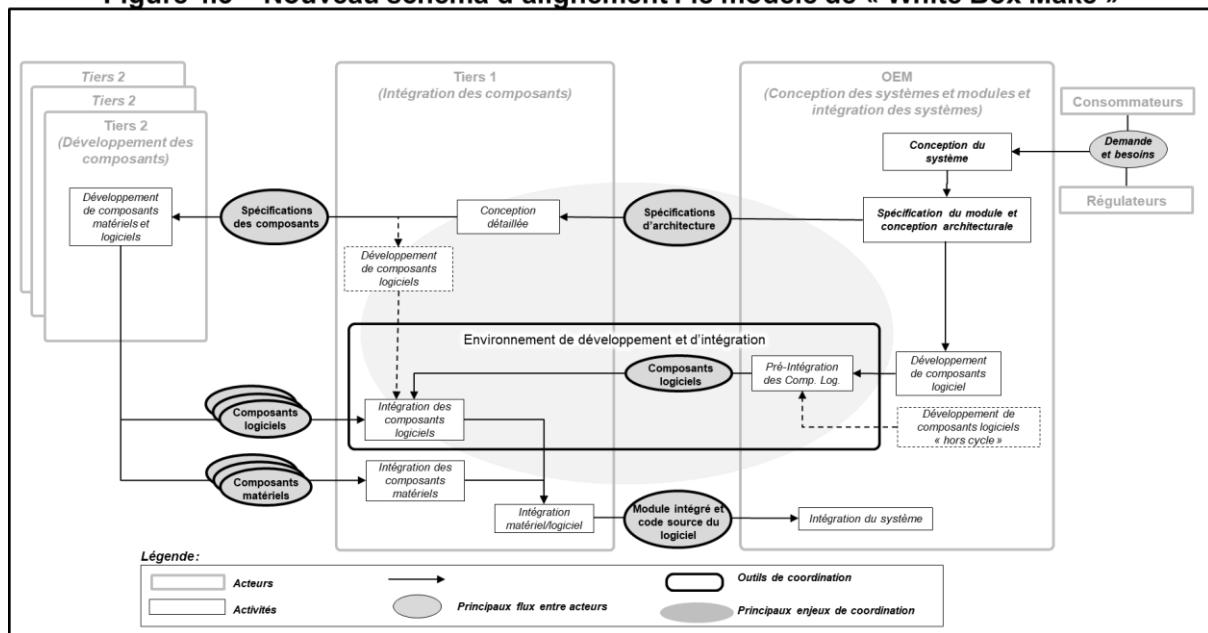 Figure – Nouveau schéma d'alignement : le modèle de « White Box Make »
Tiers 2
Tiers 2
Tiers 2
(Développement des
composants)
Tiers 1
(Intégration des composants)
OEM
(Conception des systèmes et modules et
intégration des systèmes)
Consommateurs
Demande
et besoins
Régulateurs
Conception du
système
Développement
de composants
matériels et
logiciels
Spécifications
des composants
Conception
détaillée
Spécifications
d'architecture
Spécification du module et
conception architecturale
Développement
de composants
logiciels
Environnement de développement et d'intégration
Composants
logiciels
Pré-Intégration
des Comp. Log.
Développement
de composants
logiciel
Composants
logiciels
Intégration des
composants
logiciels
Développement de
composants logiciels
« hors cycle »
Composants
matériels
Intégration des
composants
matériels
Intégration
matériel/logiciel
Module intégré et
code source du
logiciel
Intégration du système
Légende :
Acteurs
Activités
Principaux flux entre acteurs
Outils de coordination
Principaux enjeux de coordination